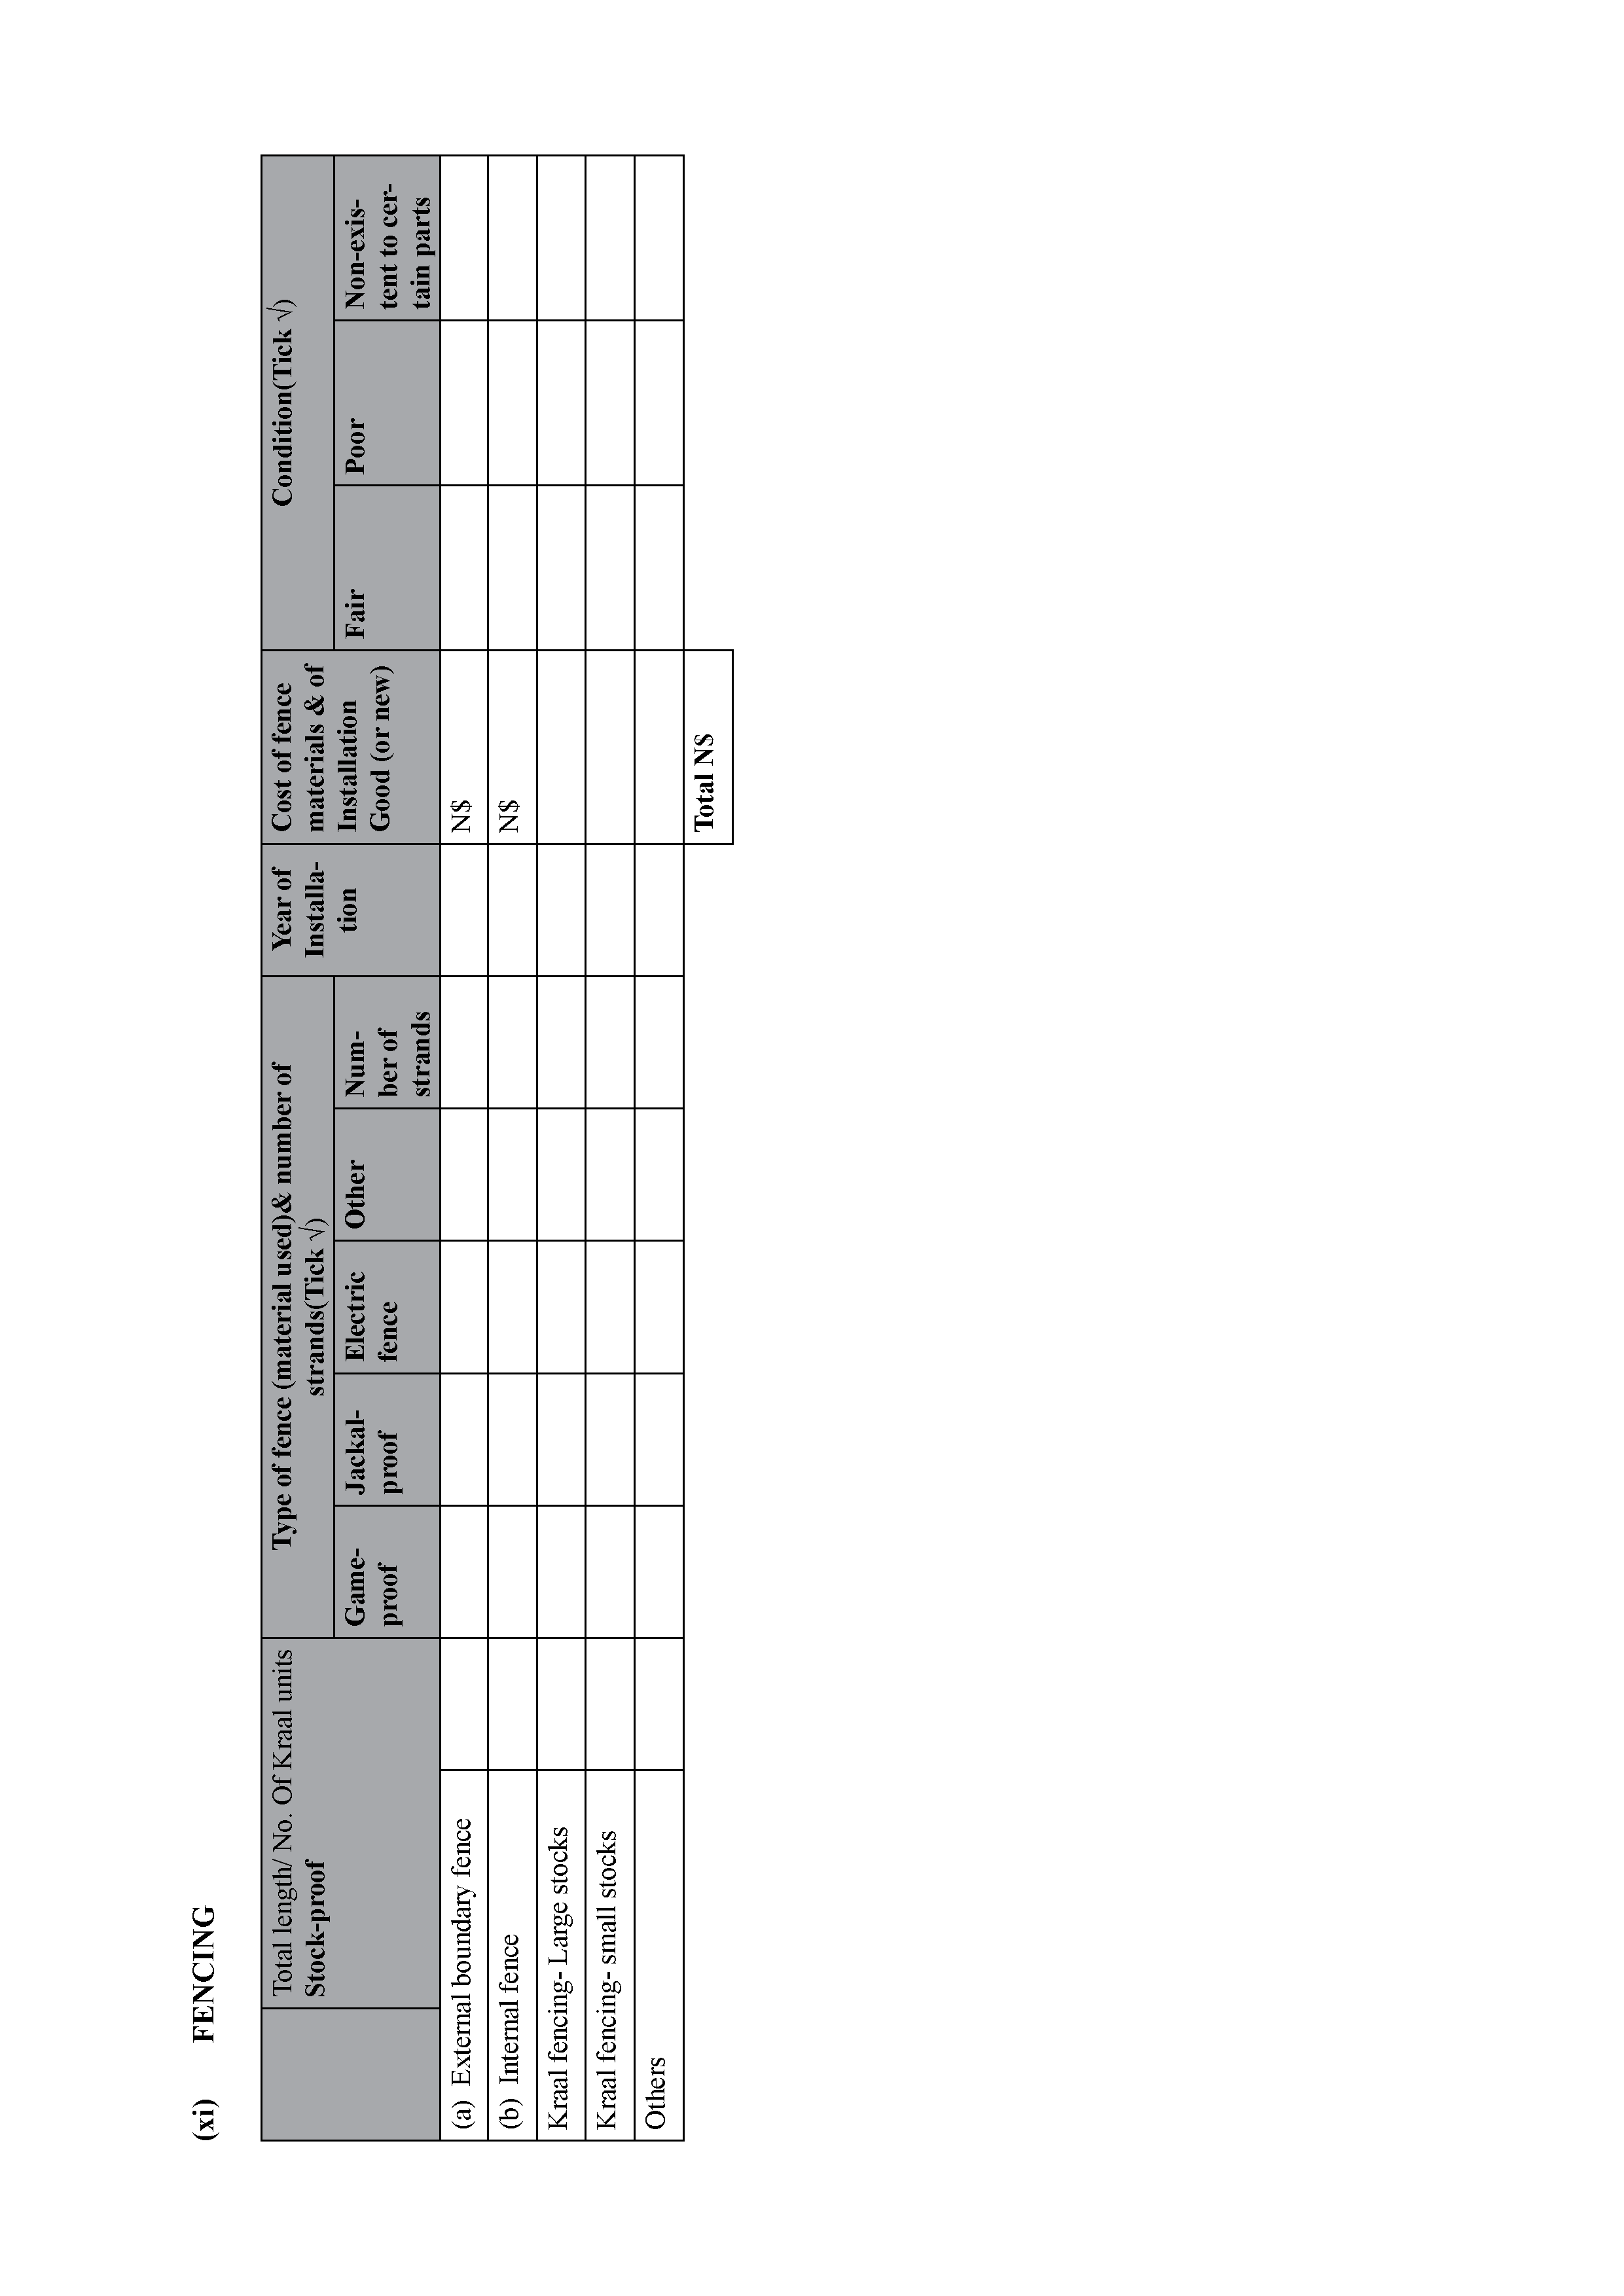 (xi) FENCING
Total length/ No. Of Kraal units
Stock-proof
Type of fence (material used)& number of
strands(Tick √)
Year of
Installa-
tion
Cost of fence
materials & of
Installation
Good (or new)
Condition(Tick √)
Game-
proof
Jackal-
proof
Electric
fence
Other
Num-
ber of
strands
Fair
Poor
Non-exis-
tent to cer-
tain parts
(a) External boundary fence
N$
(b) Internal fence
N$
Kraal fencing- Large stocks
Kraal fencing- small stocks
Others
Total N$